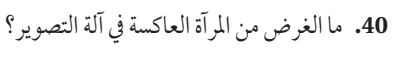 40. ما الغرض من المرآة العاكسة في آلة التصوير؟